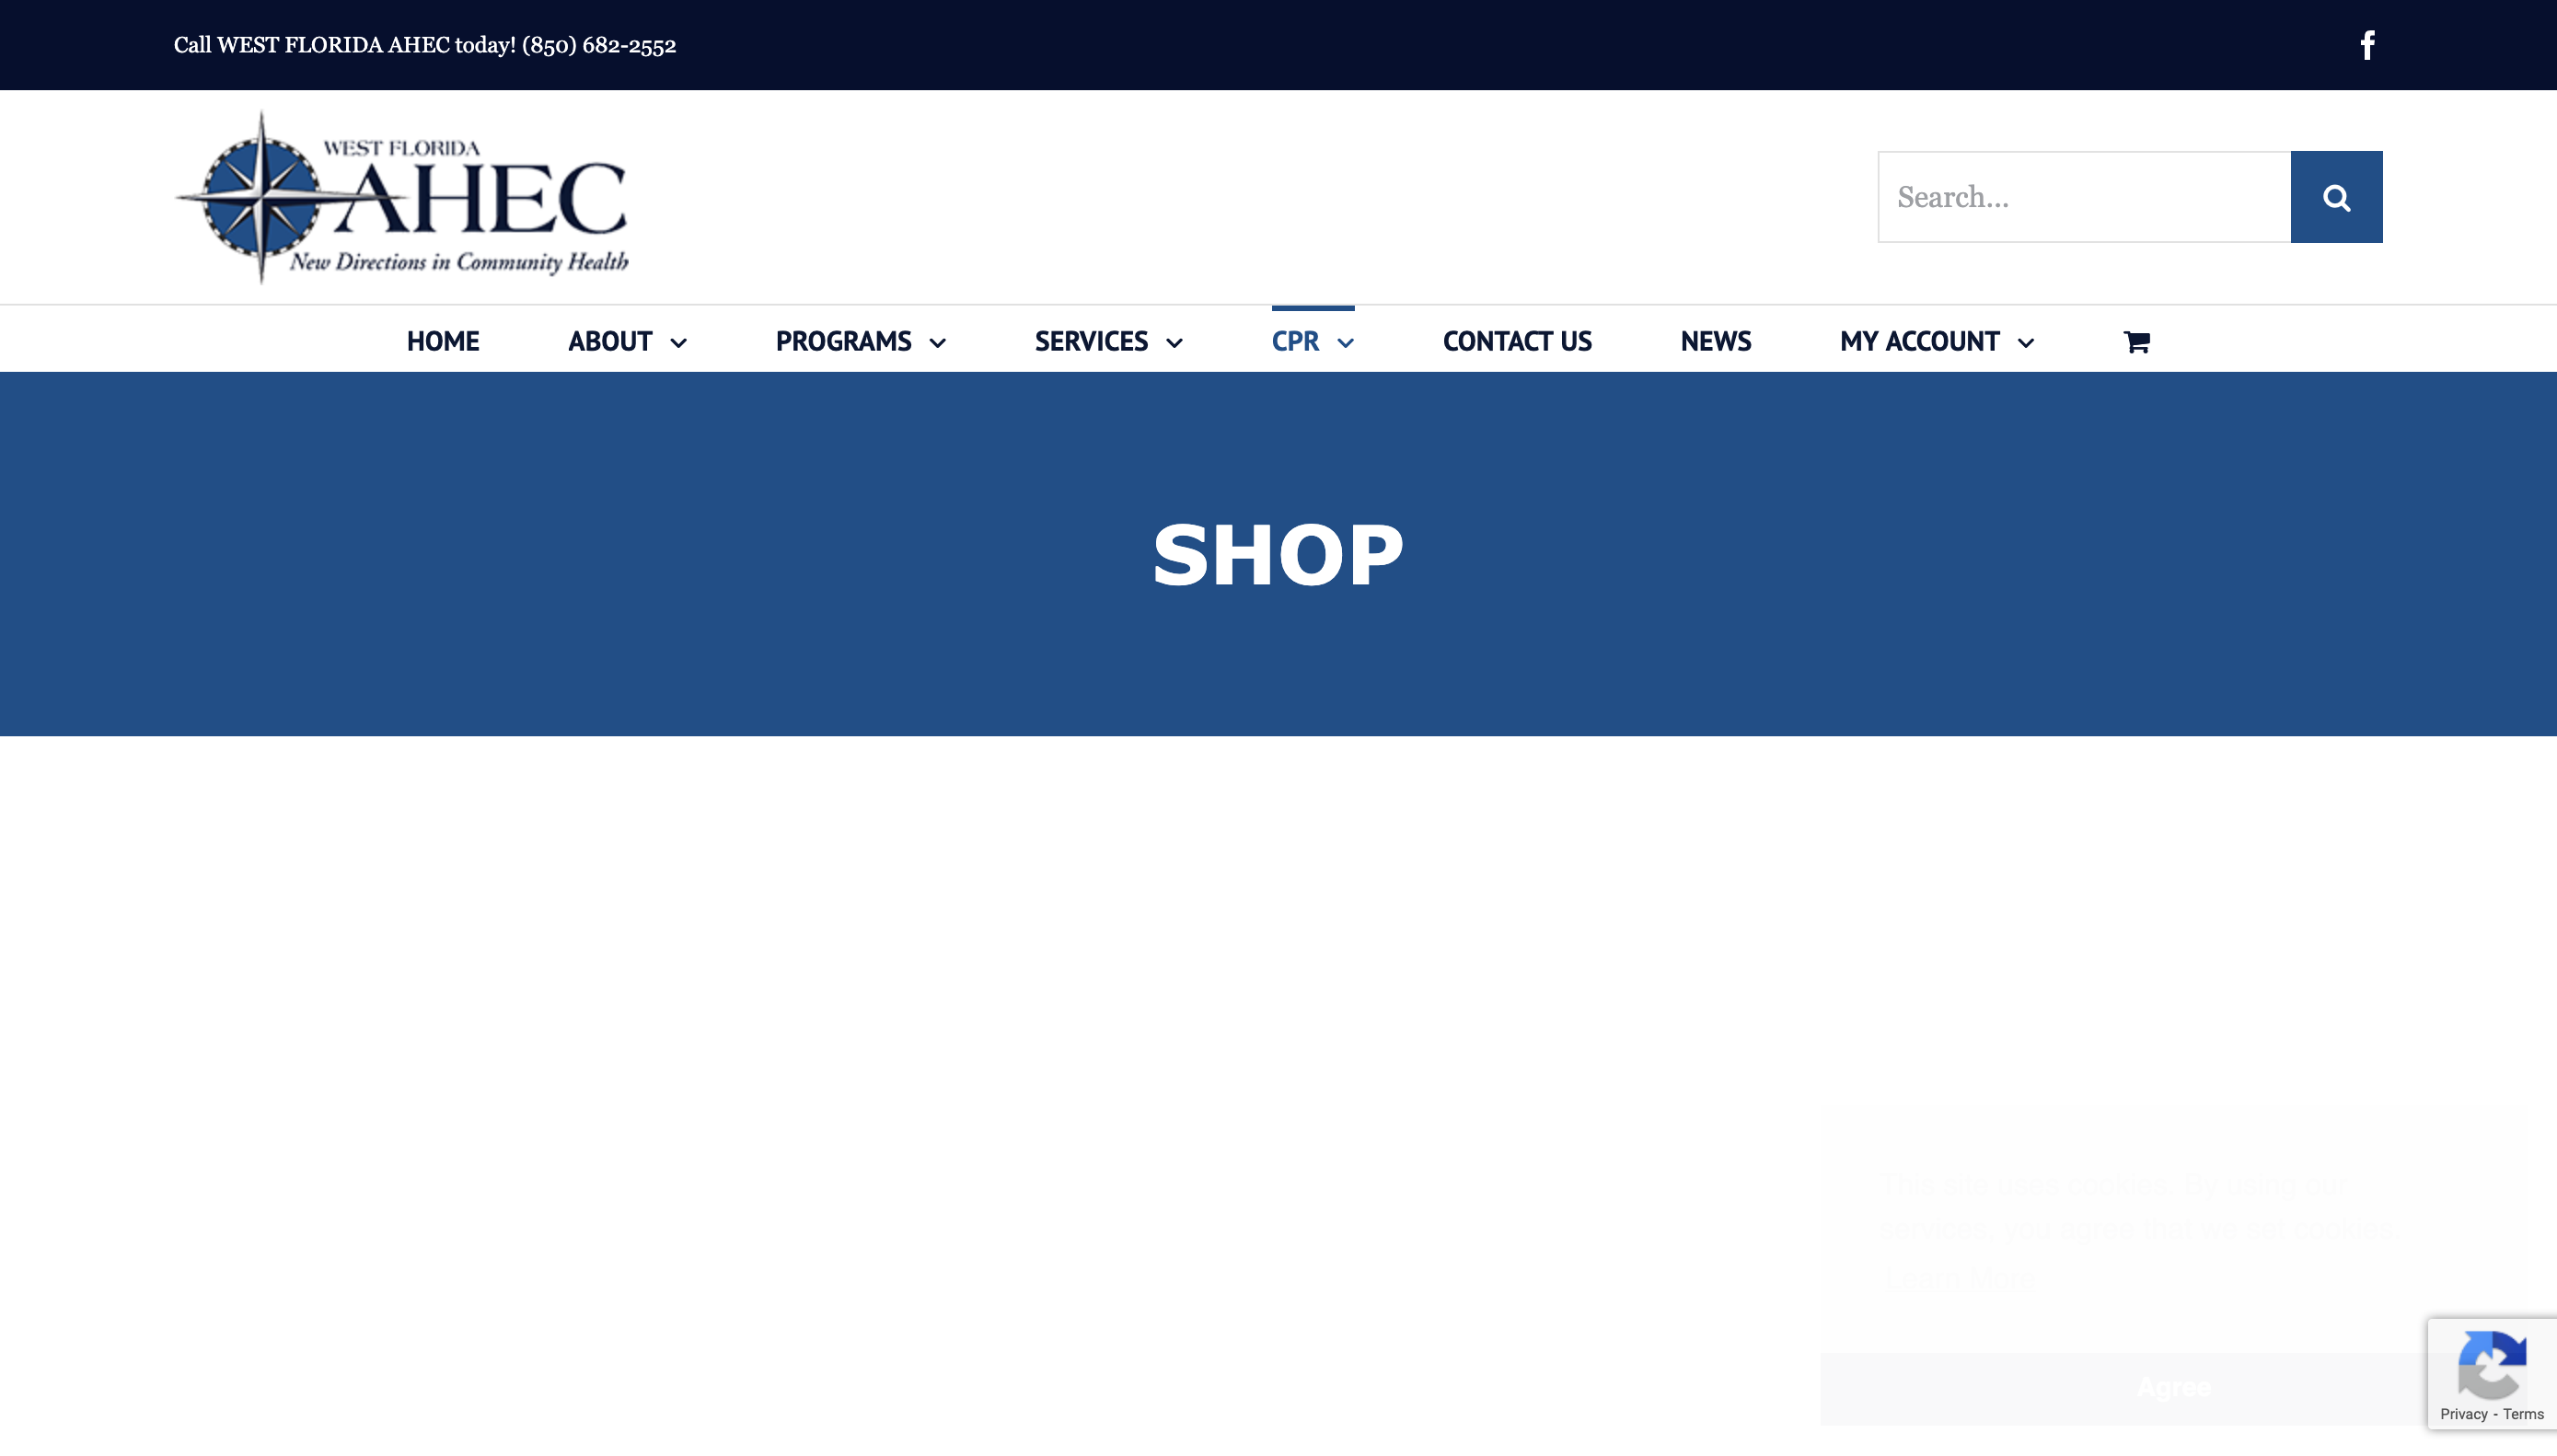 Call WEST FLORIDA AHEC today! (850) 682-2552
WEST FLORIDA
AHEC
New Directions in Community Health
Search...
HOME ABOUT PROGRAMS SERVICES CPR CONTACT US NEWS MY ACCOUNT
SHOP
This site uses cookies. By using our
services, you agree that we set cookies.
Learn More
Agree
Privacy - Terms